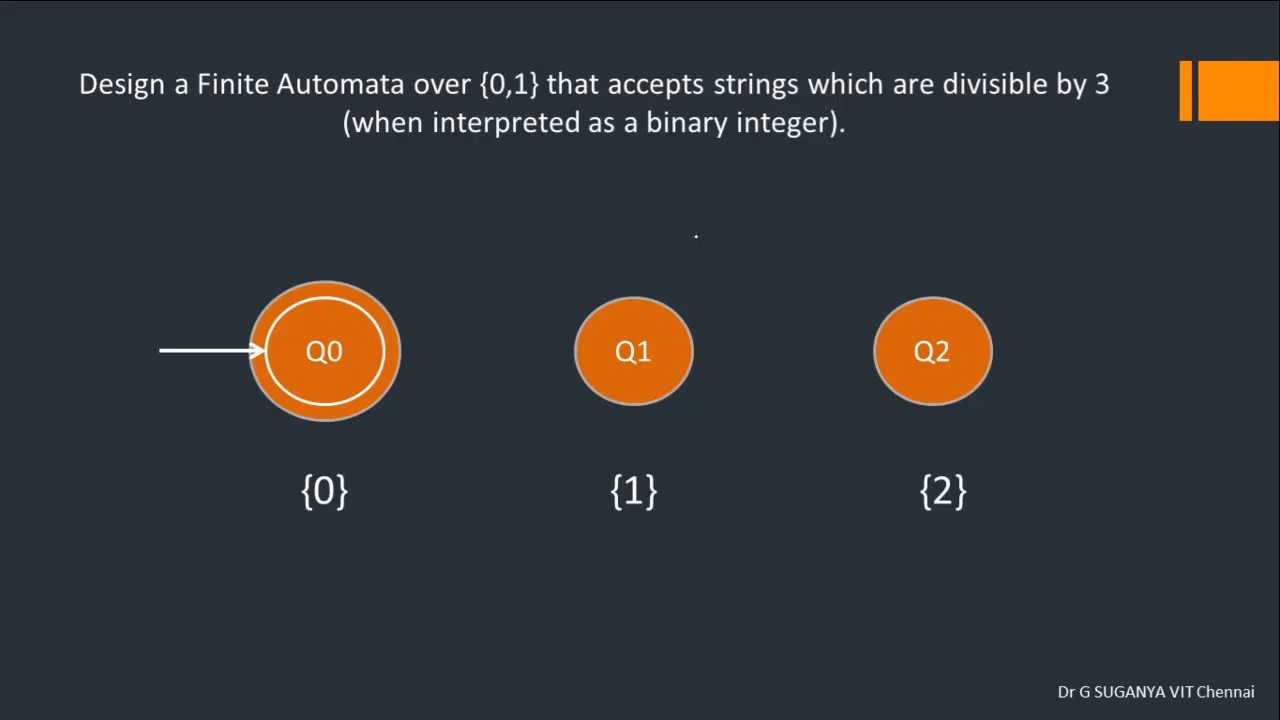 Design a Finite Automata over {0,1} that accepts strings which are divisible by 3
(when interpreted as a binary integer).
Q0 Q1 Q2
{0} {1} {2}
Dr G SUGANYA VIT Chennai